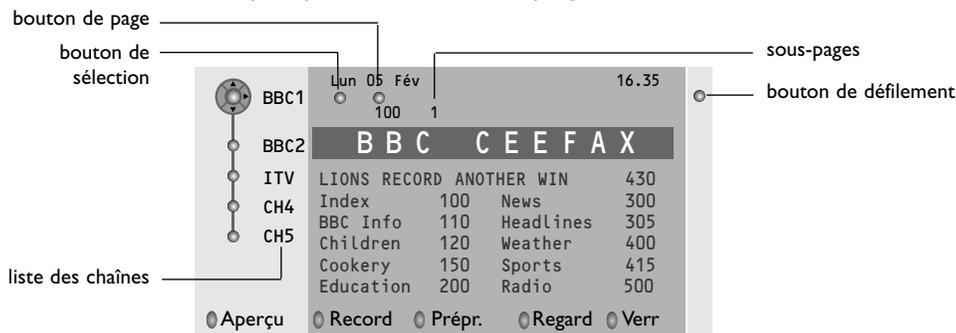 bouton de page
bouton de
sélection
sous-pages
bouton de défilement
liste des chaînes
Lun 05 Fév 16.35
100 1
BBC1
BBC2
ITV
CH4
CH5
BBC CEEFAX
LIONS RECORD ANOTHER WIN 430
Index 100 News 300
BBC Info 110 Headlines 305
Children 120 Weather 400
Cookery 150 Sports 415
Education 200 Radio 500
Aperçu Record Prépr. Regard Verr